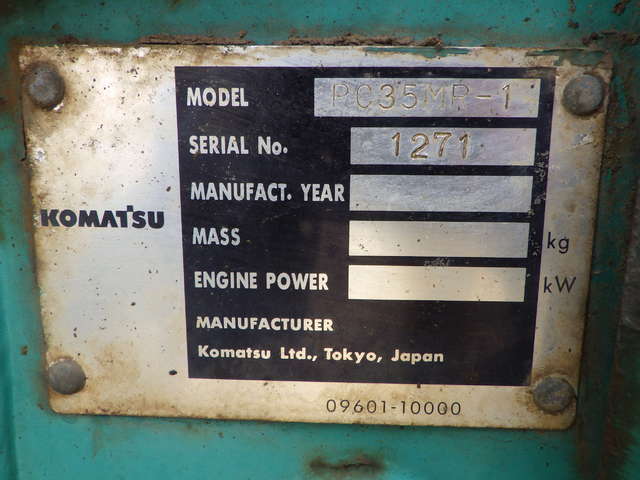 MODEL PC35MR-1
SERIAL No. 1271
MANUFACT. YEAR
KOMATSU
MASS kg
ENGINE POWER kW
MANUFACTURER
Komatsu Ltd., Tokyo, Japan
09601-10000